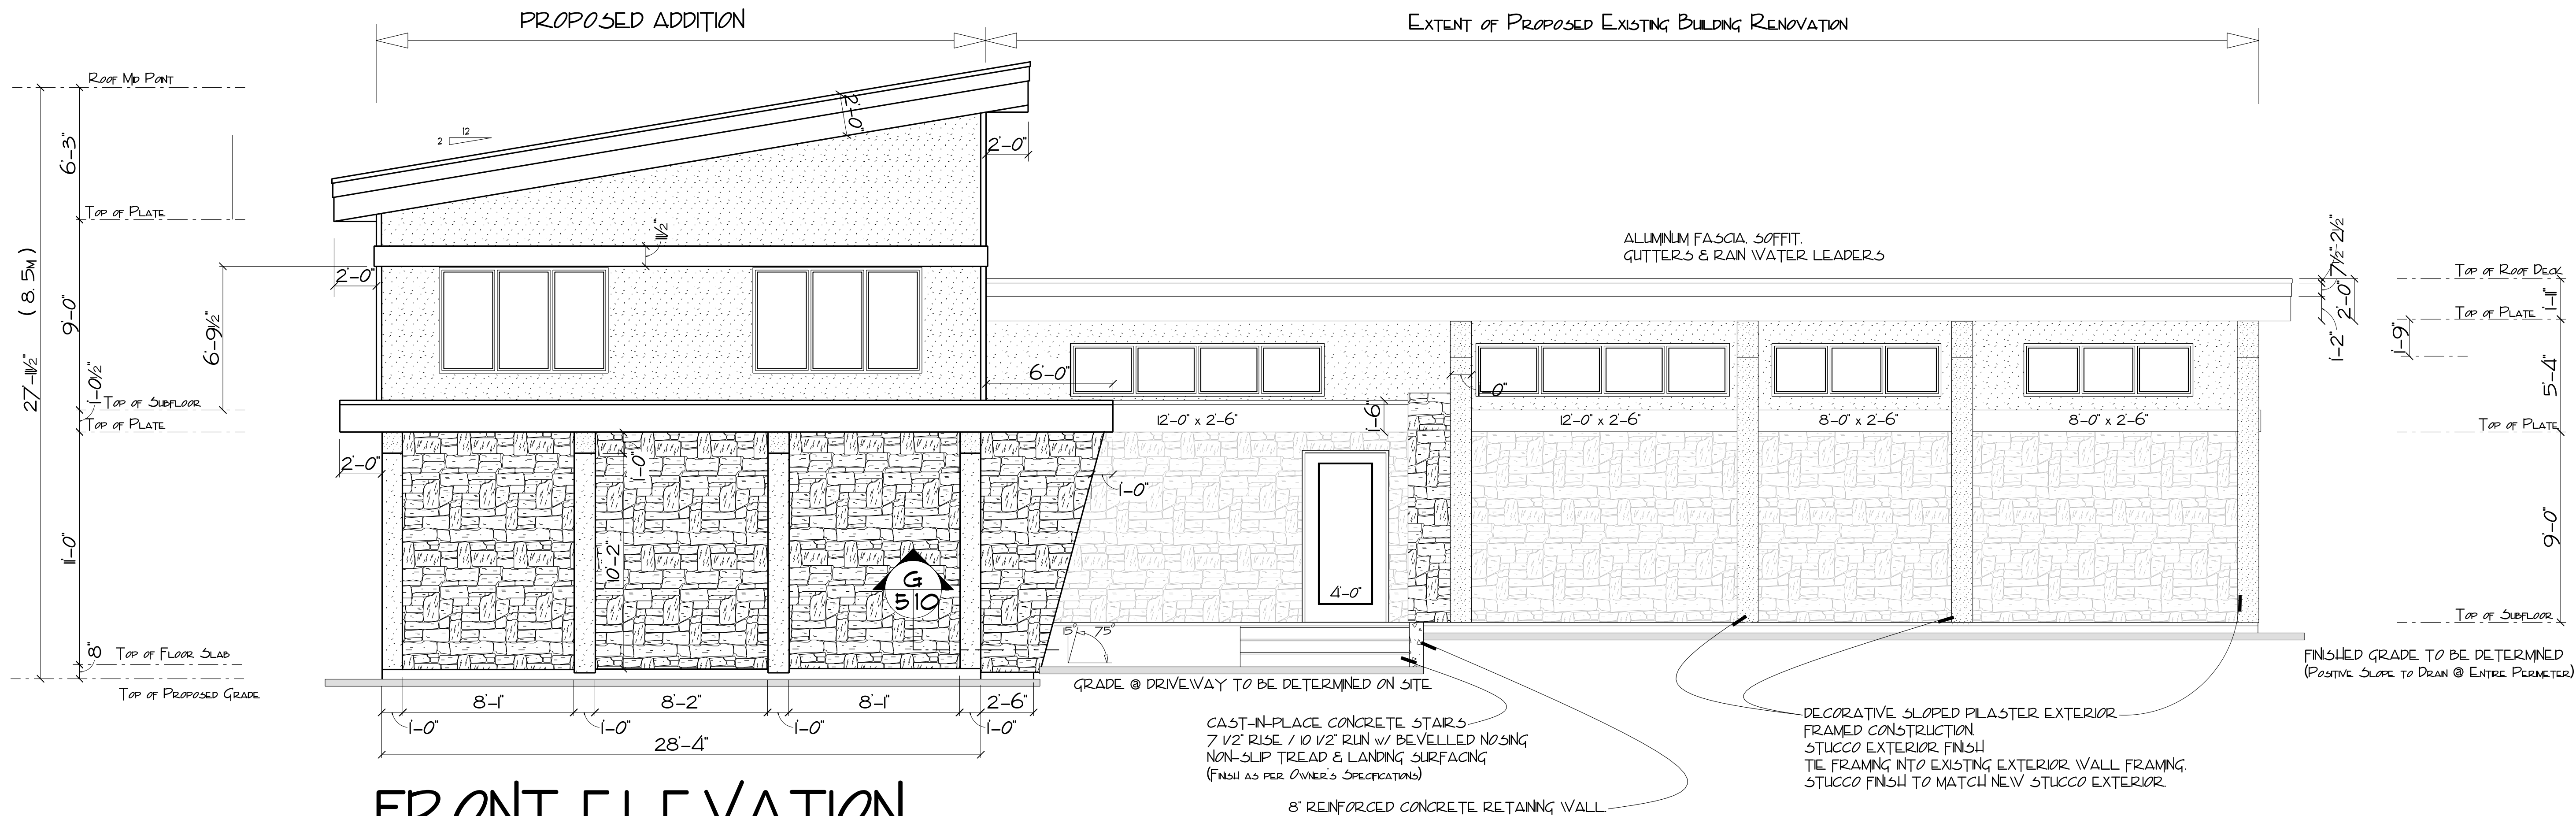 PROPOSED ADDITION
EXTENT OF PROPOSED EXISTING BUILDING RENOVATION
ROOF MID POINT
6'-3"
2'-0"
12
2
2'-0"
TOP OF PLATE
11½"
2'-0"
27'-11½" ( 8. 5M )
9'-0"
6'-9½"
1'-0½"
TOP OF SUBFLOOR
TOP OF PLATE
ALUMINUM FASCIA, SOFFIT,
GUTTERS & RAIN WATER LEADERS
7½" 2½"
2'-0"
1'-2"
TOP OF ROOF DECK
1'-11"
TOP OF PLATE
1'-9"
5'-4"
TOP OF PLATE
9'-0"
TOP OF SUBFLOOR
6'-0"
1'-0"
12'-0" x 2'-6"
1'-6"
12'-0" x 2'-6"
8'-0" x 2'-6"
8'-0" x 2'-6"
2'-0"
1'-0"
1'-0"
11'-0"
10'-2"
G
510
4'-0"
15°
75°
8"
TOP OF FLOOR SLAB
TOP OF PROPOSED GRADE
FINISHED GRADE TO BE DETERMINED
(POSITIVE SLOPE TO DRAIN @ ENTIRE PERIMETER)
GRADE @ DRIVEWAY TO BE DETERMINED ON SITE
8'-1"
8'-2"
8'-1"
2'-6"
1'-0"
1'-0"
1'-0"
1'-0"
28'-4"
CAST-IN-PLACE CONCRETE STAIRS
7 1/2" RISE / 10 1/2" RUN w/ BEVELLED NOSING
NON-SLIP TREAD & LANDING SURFACING
(FINISH AS PER OWNER'S SPECIFICATIONS)
8" REINFORCED CONCRETE RETAINING WALL.
DECORATIVE SLOPED PILASTER EXTERIOR
FRAMED CONSTRUCTION.
STUCCO EXTERIOR FINISH
TIE FRAMING INTO EXISTING EXTERIOR WALL FRAMING.
STUCCO FINISH TO MATCH NEW STUCCO EXTERIOR.
FRONT ELEVATION